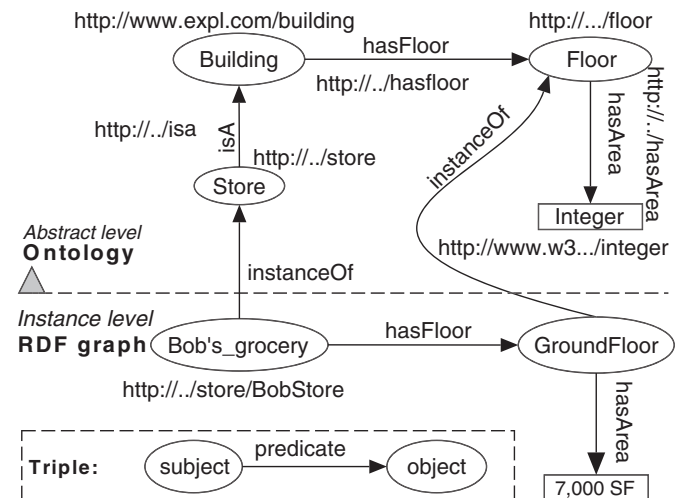 http://www.expl.com/building
http://.../floor
Building
hasFloor
Floor
http://../hasfloor
hasArea
http://../hasArea
http://../isa
isA
http://../store
Store
instanceOf
Integer
http://www.w3.../integer
Abstract level
Ontology
instanceOf
Instance level
RDF graph
Bob's_grocery
hasFloor
GroundFloor
http://../store/BobStore
hasArea
Triple:
subject
predicate
object
7,000 SF